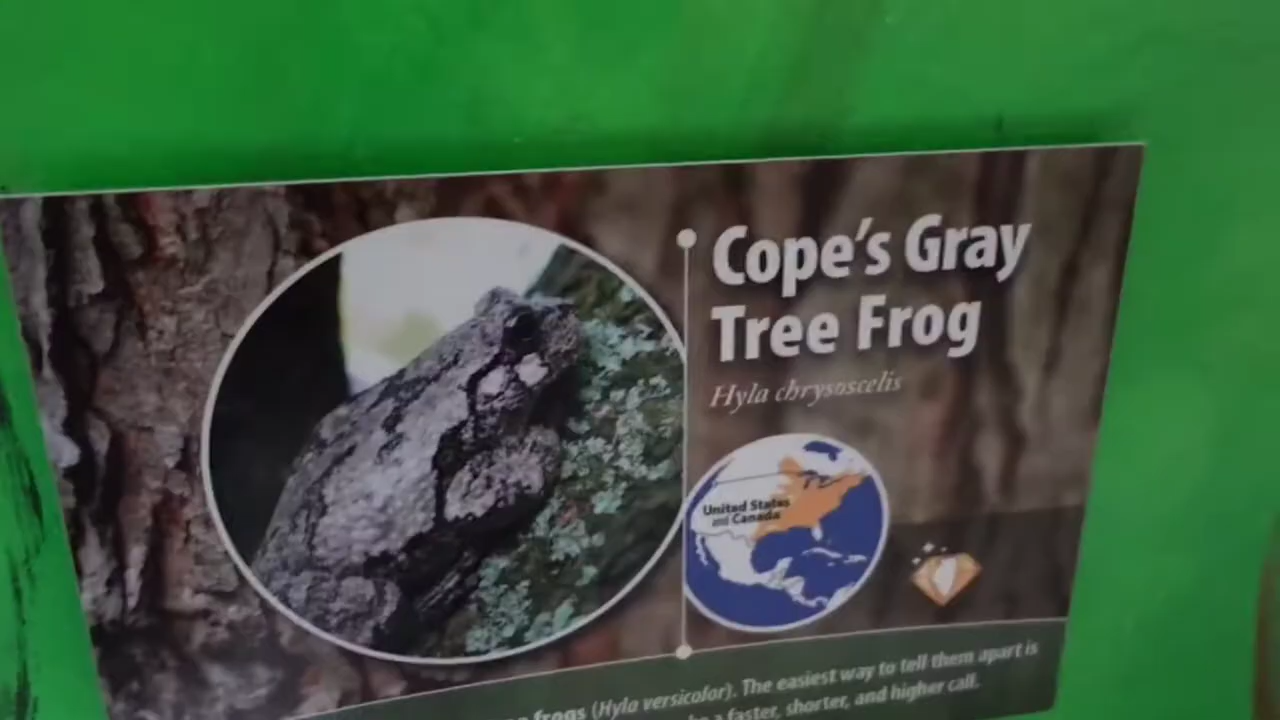 Cope's Gray
Tree Frog
Hyla chrysoscelis
United States
and Canada
frogs (Hyla versicolor). The easiest way to tell them apart is
a faster, shorter, and higher call.